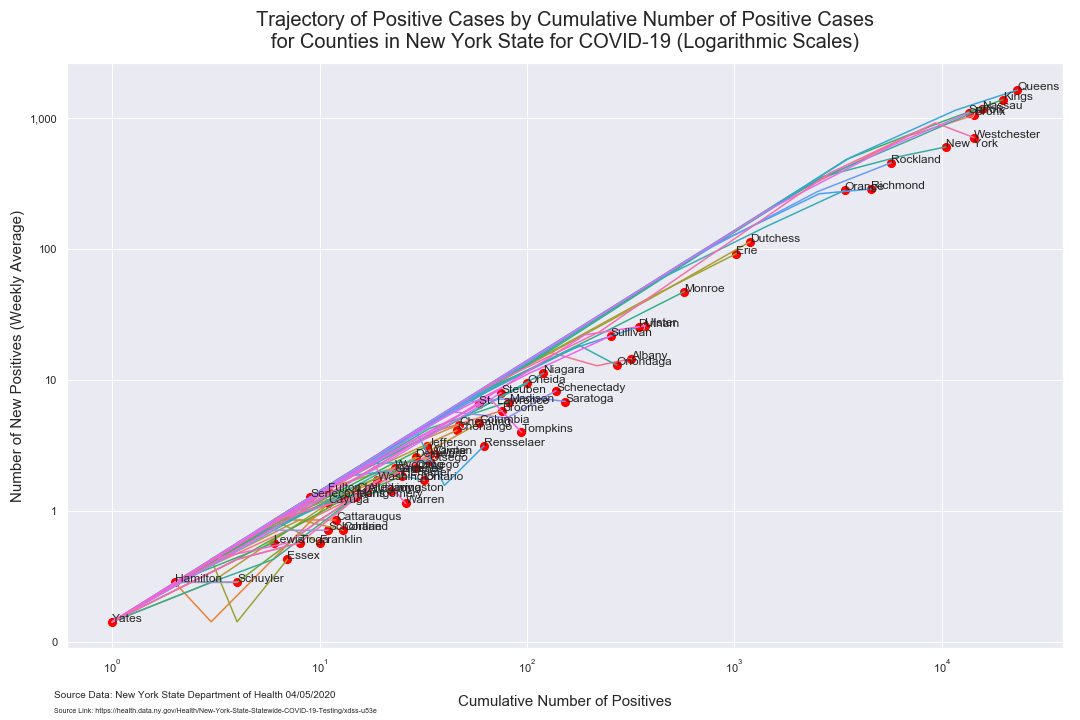 Trajectory of Positive Cases by Cumulative Number of Positive Cases
for Counties in New York State for COVID-19 (Logarithmic Scales)
Number of New Positives (Weekly Average)
1,000
100
10
1
0
Queens
Kings
Nassau
Bronx
Westchester
New York
Rockland
Richmond
Orange
Dutchess
Erie
Monroe
Ulster
Putnam
Sullivan
Albany
Onondaga
Niagara
Oneida
Schenectady
Steuben
Saratoga
Madison
St. Lawrence
Broome
Columbia
Chenango
Tompkins
Rensselaer
Jefferson
Otsego
Ontario
Washington
Warren
Fulton
Cayuga
Cattaraugus
Cortland
Lewis
Tioga
Franklin
Essex
Hamilton
Schuyler
Yates
10⁰
10¹
10²
10³
10⁴
Cumulative Number of Positives
Source Data: New York State Department of Health 04/05/2020
Source Link: https://health.data.ny.gov/Health/New-York-State-Statewide-COVID-19-Testing/xdss-u53e